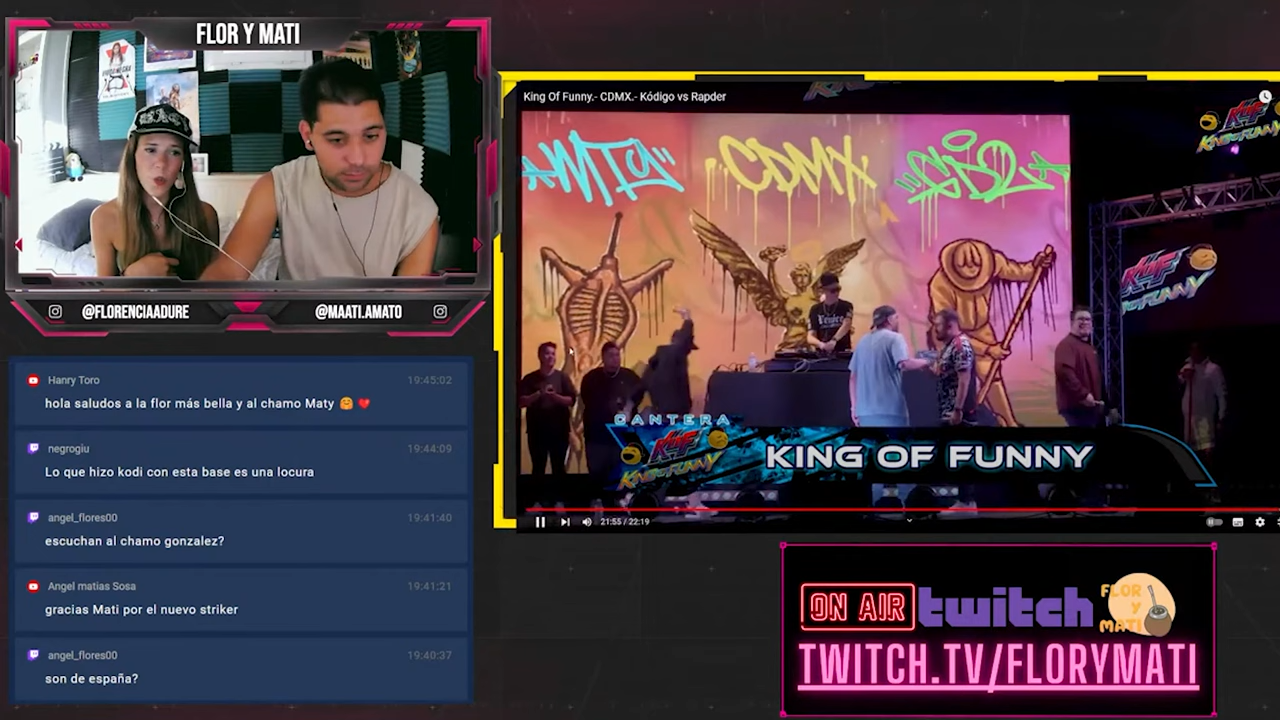 FLOR Y MATI
@FLORENCIAADURE
@MAATI.AMATO
Hanry Toro
19:45:02
hola saludos a la flor más bella y al chamo Maty 🤗 ❤️
negrogiu
19:44:09
Lo que hizo kodi con esta base es una locura
angel_flores00
19:41:40
escuchan al chamo gonzalez?
Angel matias Sosa
19:41:21
gracias Mati por el nuevo striker
angel_flores00
19:40:37
son de españa?
King Of Funny.- CDMX.- Kódigo vs Rapder
"MTY"
CDMX
"GDL"
CANTERA
KING OF FUNNY
21:55 / 22:19
ON AIR
twitch
FLOR
Y
MATI
TWITCH.TV/FLORYMATI